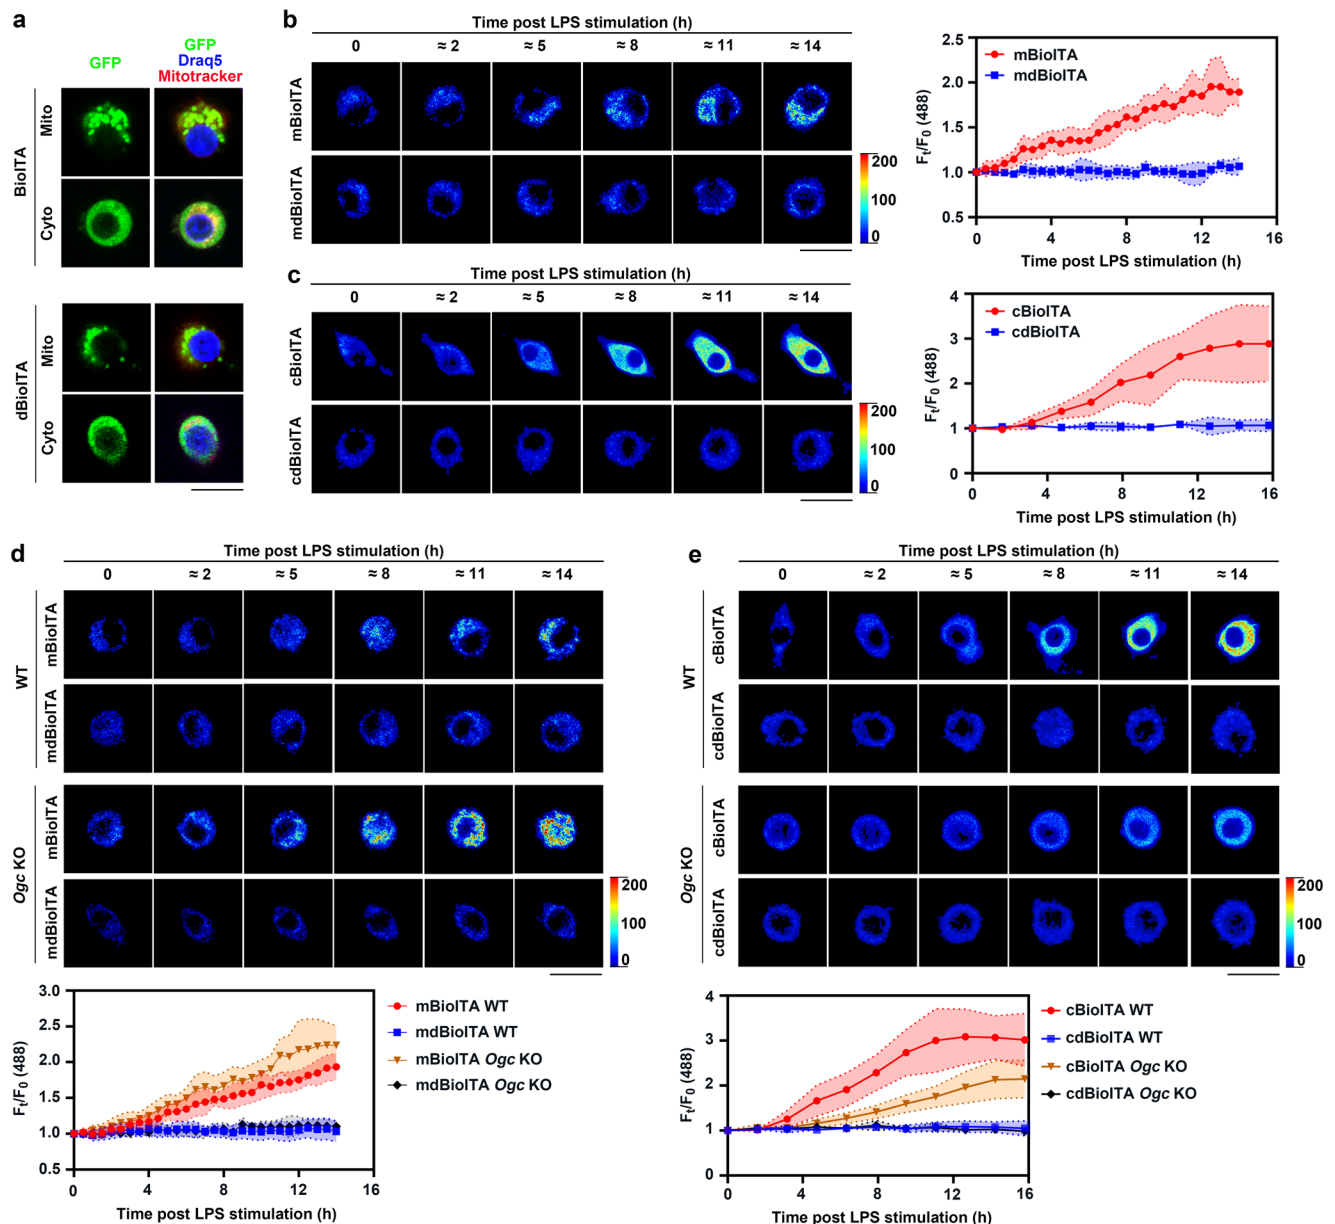 a
GFP
GFP
Draq5
Mitotracker
BioITA
Mito
Cyto
dBioITA
Mito
Cyto
b
Time post LPS stimulation (h)
0 ≈ 2 ≈ 5 ≈ 8 ≈ 11 ≈ 14
mBioITA
mdBioITA
200
100
0
2.5
2.0
1.5
1.0
0.5
Ft/F0 (488)
mBioITA
mdBioITA
0 4 8 12 16
Time post LPS stimulation (h)
c
Time post LPS stimulation (h)
0 ≈ 2 ≈ 5 ≈ 8 ≈ 11 ≈ 14
cBioITA
cdBioITA
200
100
0
4
3
2
1
0
Ft/F0 (488)
cBioITA
cdBioITA
0 4 8 12 16
Time post LPS stimulation (h)
d
Time post LPS stimulation (h)
0 ≈ 2 ≈ 5 ≈ 8 ≈ 11 ≈ 14
WT
mBioITA
mdBioITA
Ogc KO
mBioITA
mdBioITA
200
100
0
3.0
2.5
2.0
1.5
1.0
0.5
Ft/F0 (488)
mBioITA WT
mdBioITA WT
mBioITA Ogc KO
mdBioITA Ogc KO
0 4 8 12 16
Time post LPS stimulation (h)
e
Time post LPS stimulation (h)
0 ≈ 2 ≈ 5 ≈ 8 ≈ 11 ≈ 14
WT
cBioITA
cdBioITA
Ogc KO
cBioITA
cdBioITA
200
100
0
4
3
2
1
0
Ft/F0 (488)
cBioITA WT
cdBioITA WT
cBioITA Ogc KO
cdBioITA Ogc KO
0 4 8 12 16
Time post LPS stimulation (h)